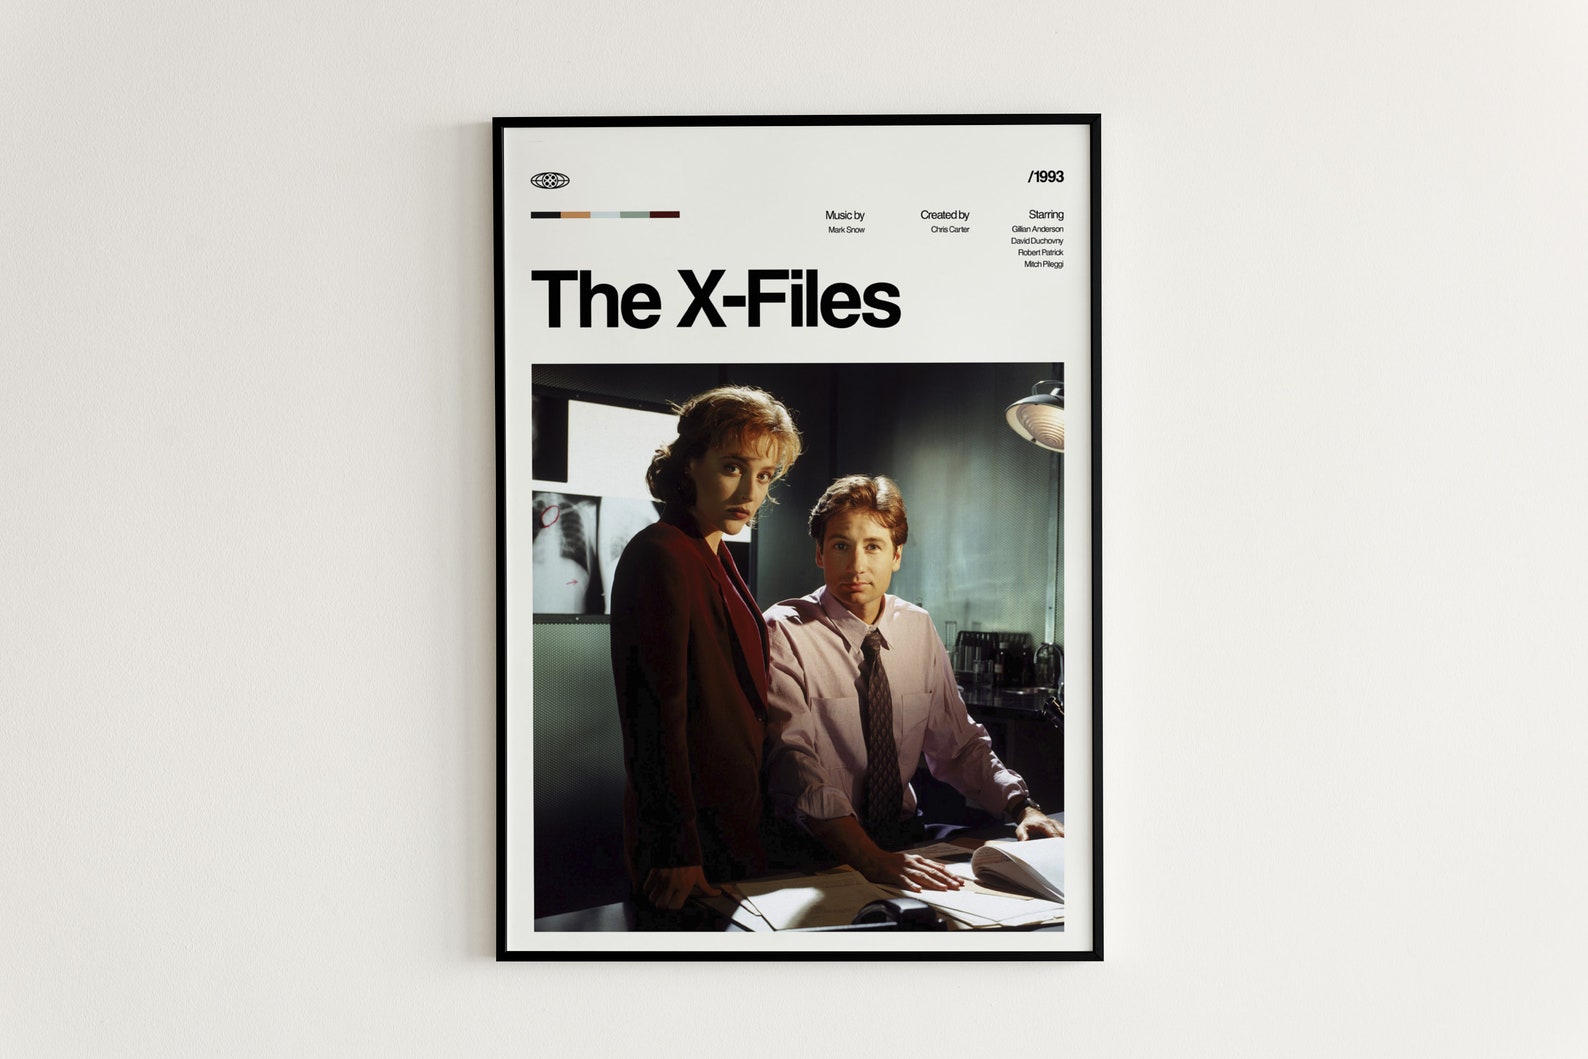 /1993
Music by
Mark Snow
Created by
Chris Carter
Starring
Gillian Anderson
David Duchovny
Robert Patrick
Mitch Pileggi
The X-Files